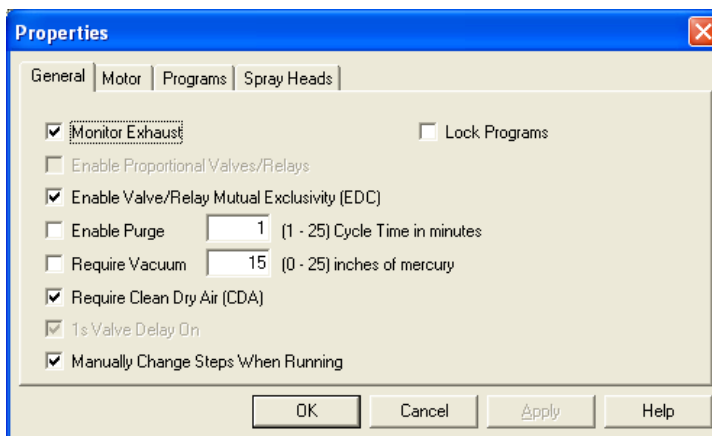 Properties
General Motor Programs Spray Heads
Monitor Exhaust Lock Programs
Enable Proportional Valves/Relays
Enable Valve/Relay Mutual Exclusivity (EDC)
Enable Purge 1 (1 - 25) Cycle Time in minutes
Require Vacuum 15 (0 - 25) inches of mercury
Require Clean Dry Air (CDA)
1s Valve Delay On
Manually Change Steps When Running
OK Cancel Apply Help